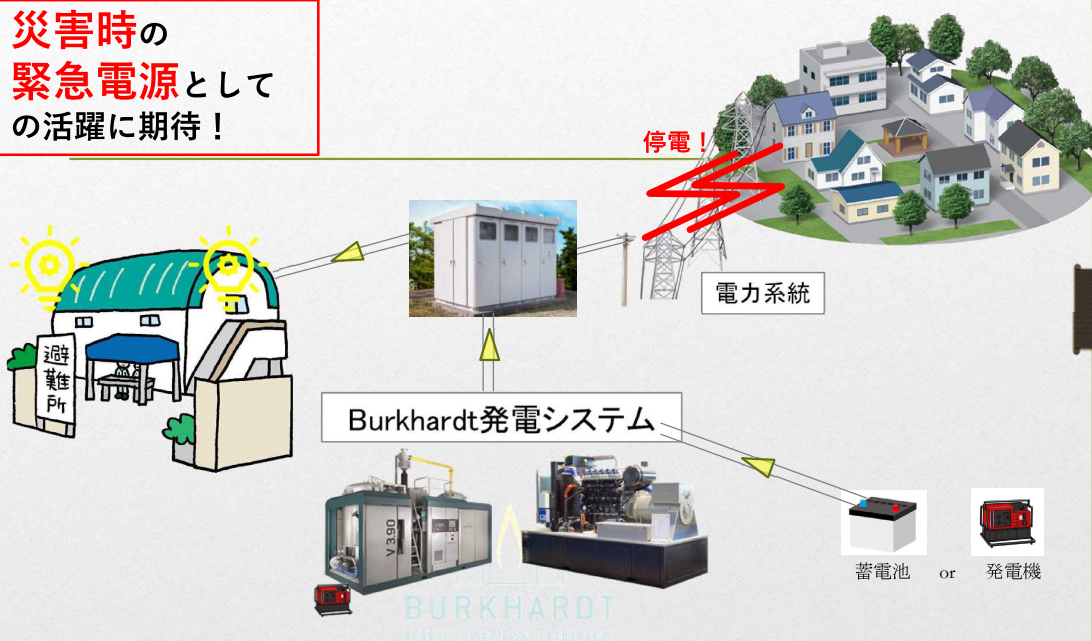 災害時の
緊急電源として
の活躍に期待！
停電！
電力系統
避難所
Burkhardt発電システム
V 3.90
蓄電池 or 発電機
BURKHARDT